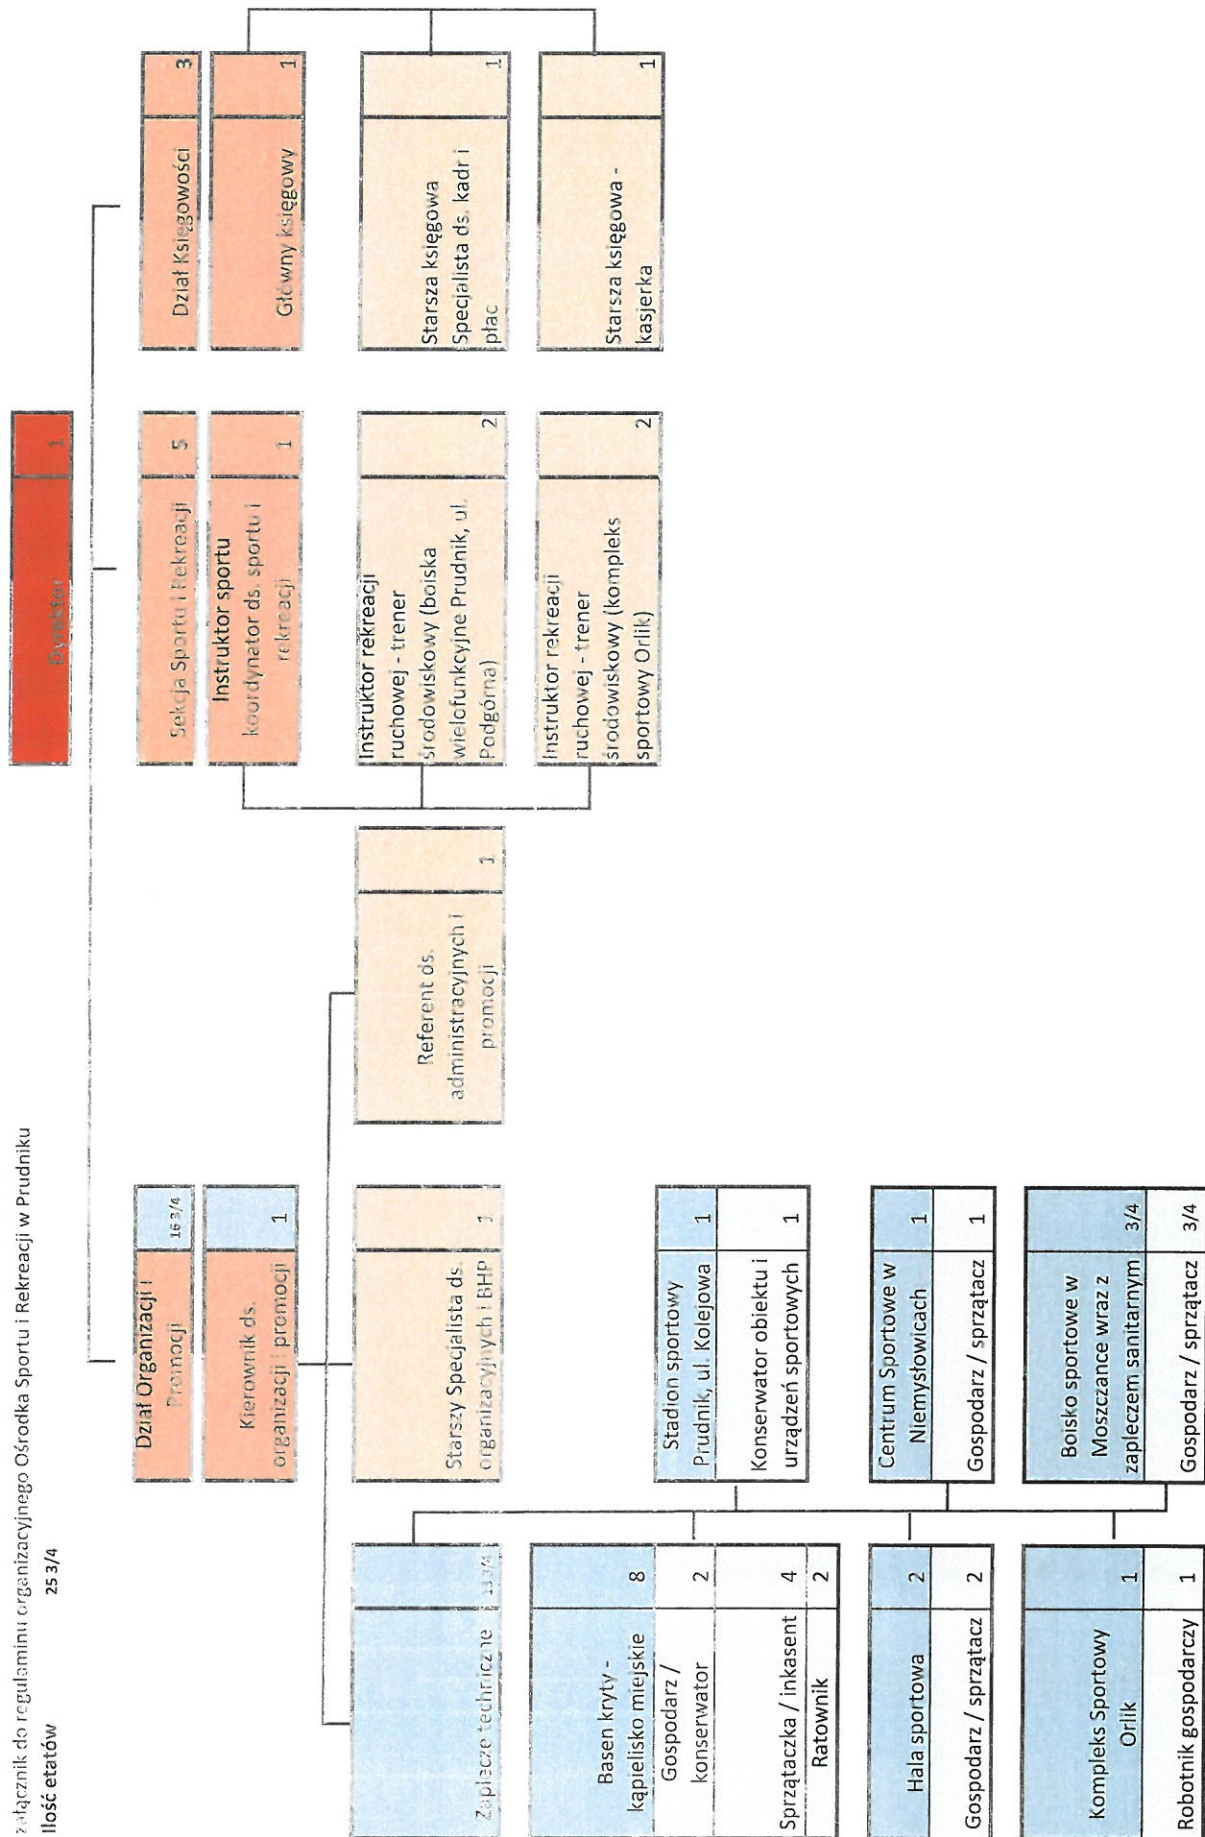 załącznik do regulaminu organizacyjnego Ośrodka Sportu i Rekreacji w Prudniku
Ilość etatów 25 3/4
Dyrektor 1
Dział Organizacji i
Promocji 16 3/4
Kierownik ds.
organizacji i promocji 1
Starszy Specjalista ds.
organizacyjnych i BHP 1
Referent ds.
administracyjnych i
promocji 1
Sekcja Sportu i Rekreacji 5
Instruktor sportu
koordynator ds. sportu i
rekreacji 1
Instruktor rekreacji
ruchowej - trener
środowiskowy (boiska
wielofunkcyjne Prudnik, ul.
Podgórna) 2
Instruktor rekreacji
ruchowej - trener
środowiskowy (kompleks
sportowy Orlik) 2
Dział Księgowości 3
Główny księgowy 1
Starsza księgowa
Specjalista ds. kadr i
płac 1
Starsza księgowa -
kasjerka 1
Zaplecze techniczne 13 3/4
Basen kryty -
kąpielisko miejskie 8
Gospodarz /
konserwator 2
Sprzątaczka / inkasent 4
Ratownik 2
Hala sportowa 2
Gospodarz / sprzątacz 2
Kompleks Sportowy
Orlik 1
Robotnik gospodarczy 1
Stadion sportowy
Prudnik, ul. Kolejowa 1
Konserwator obiektu i
urządzeń sportowych 1
Centrum Sportowe w
Niemysłowicach 1
Gospodarz / sprzątacz 1
Boisko sportowe w
Moszczance wraz z
zapleczem sanitarnym 3/4
Gospodarz / sprzątacz 3/4